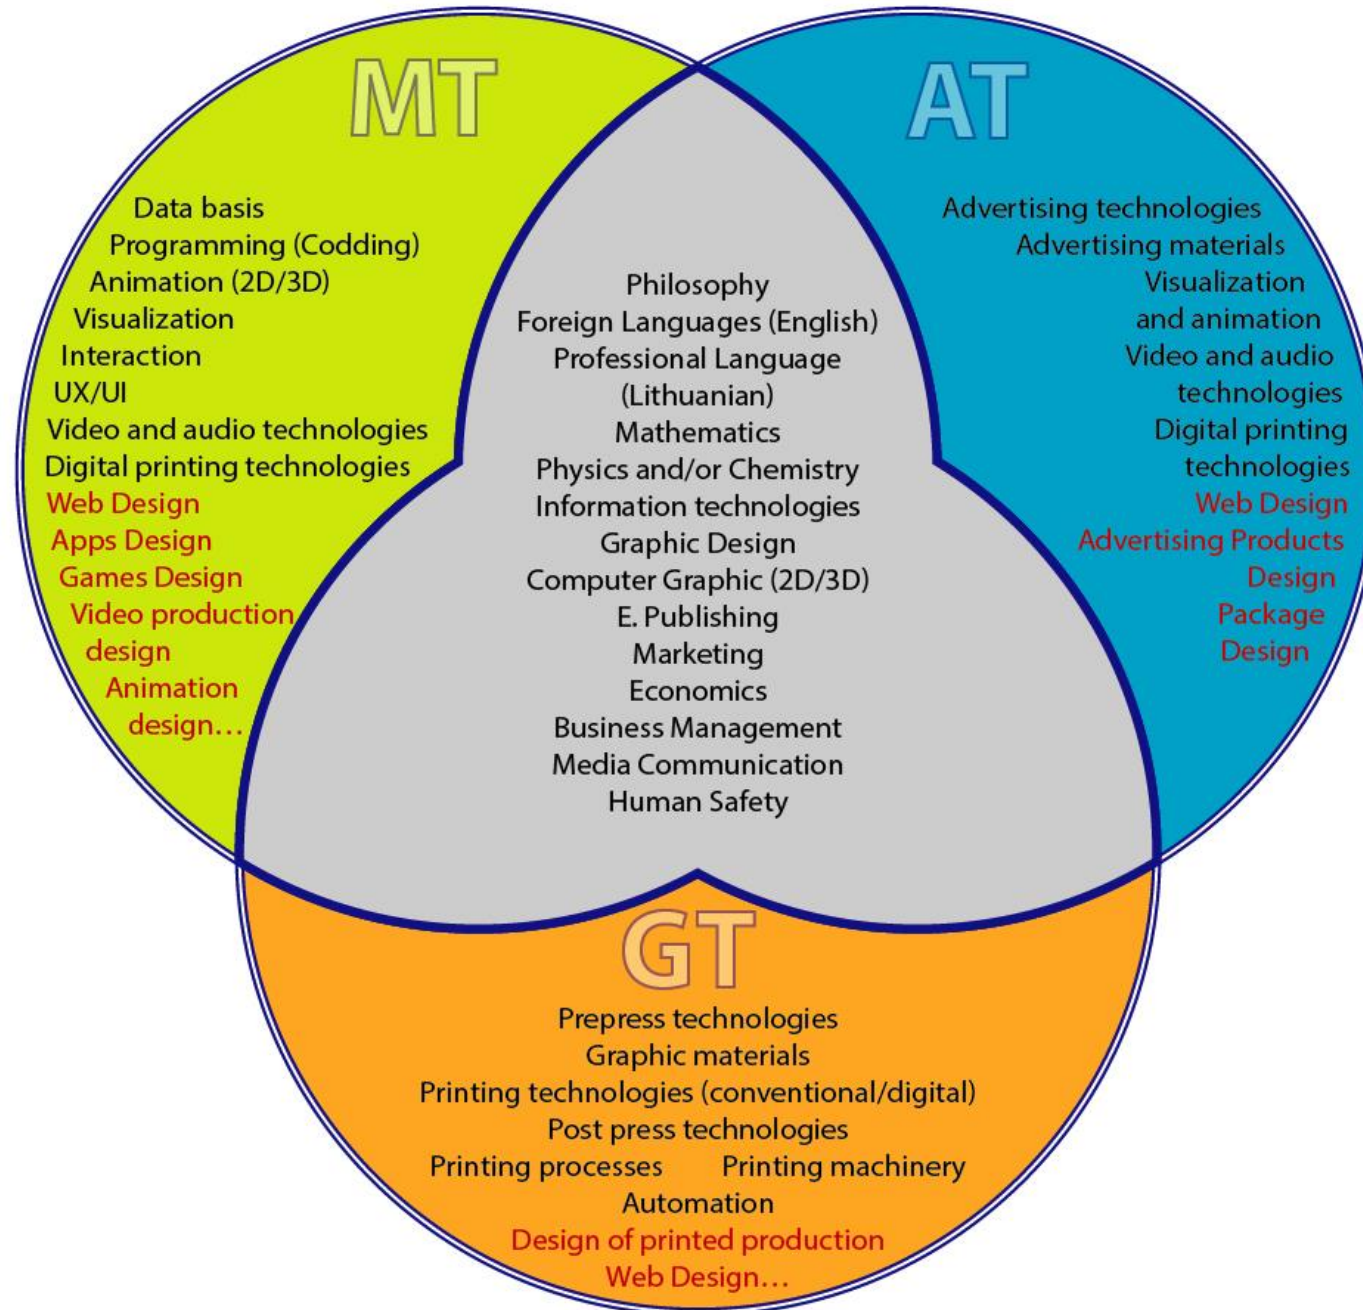 MT
Data basis
Programming (Codding)
Animation (2D/3D)
Visualization
Interaction
UX/UI
Video and audio technologies
Digital printing technologies
Web Design
Apps Design
Games Design
Video production
design
Animation
design…
AT
Advertising technologies
Advertising materials
Visualization
and animation
Video and audio
technologies
Digital printing
technologies
Web Design
Advertising Products
Design
Package
Design
Philosophy
Foreign Languages (English)
Professional Language
(Lithuanian)
Mathematics
Physics and/or Chemistry
Information technologies
Graphic Design
Computer Graphic (2D/3D)
E. Publishing
Marketing
Economics
Business Management
Media Communication
Human Safety
GT
Prepress technologies
Graphic materials
Printing technologies (conventional/digital)
Post press technologies
Printing processes Printing machinery
Automation
Design of printed production
Web Design…